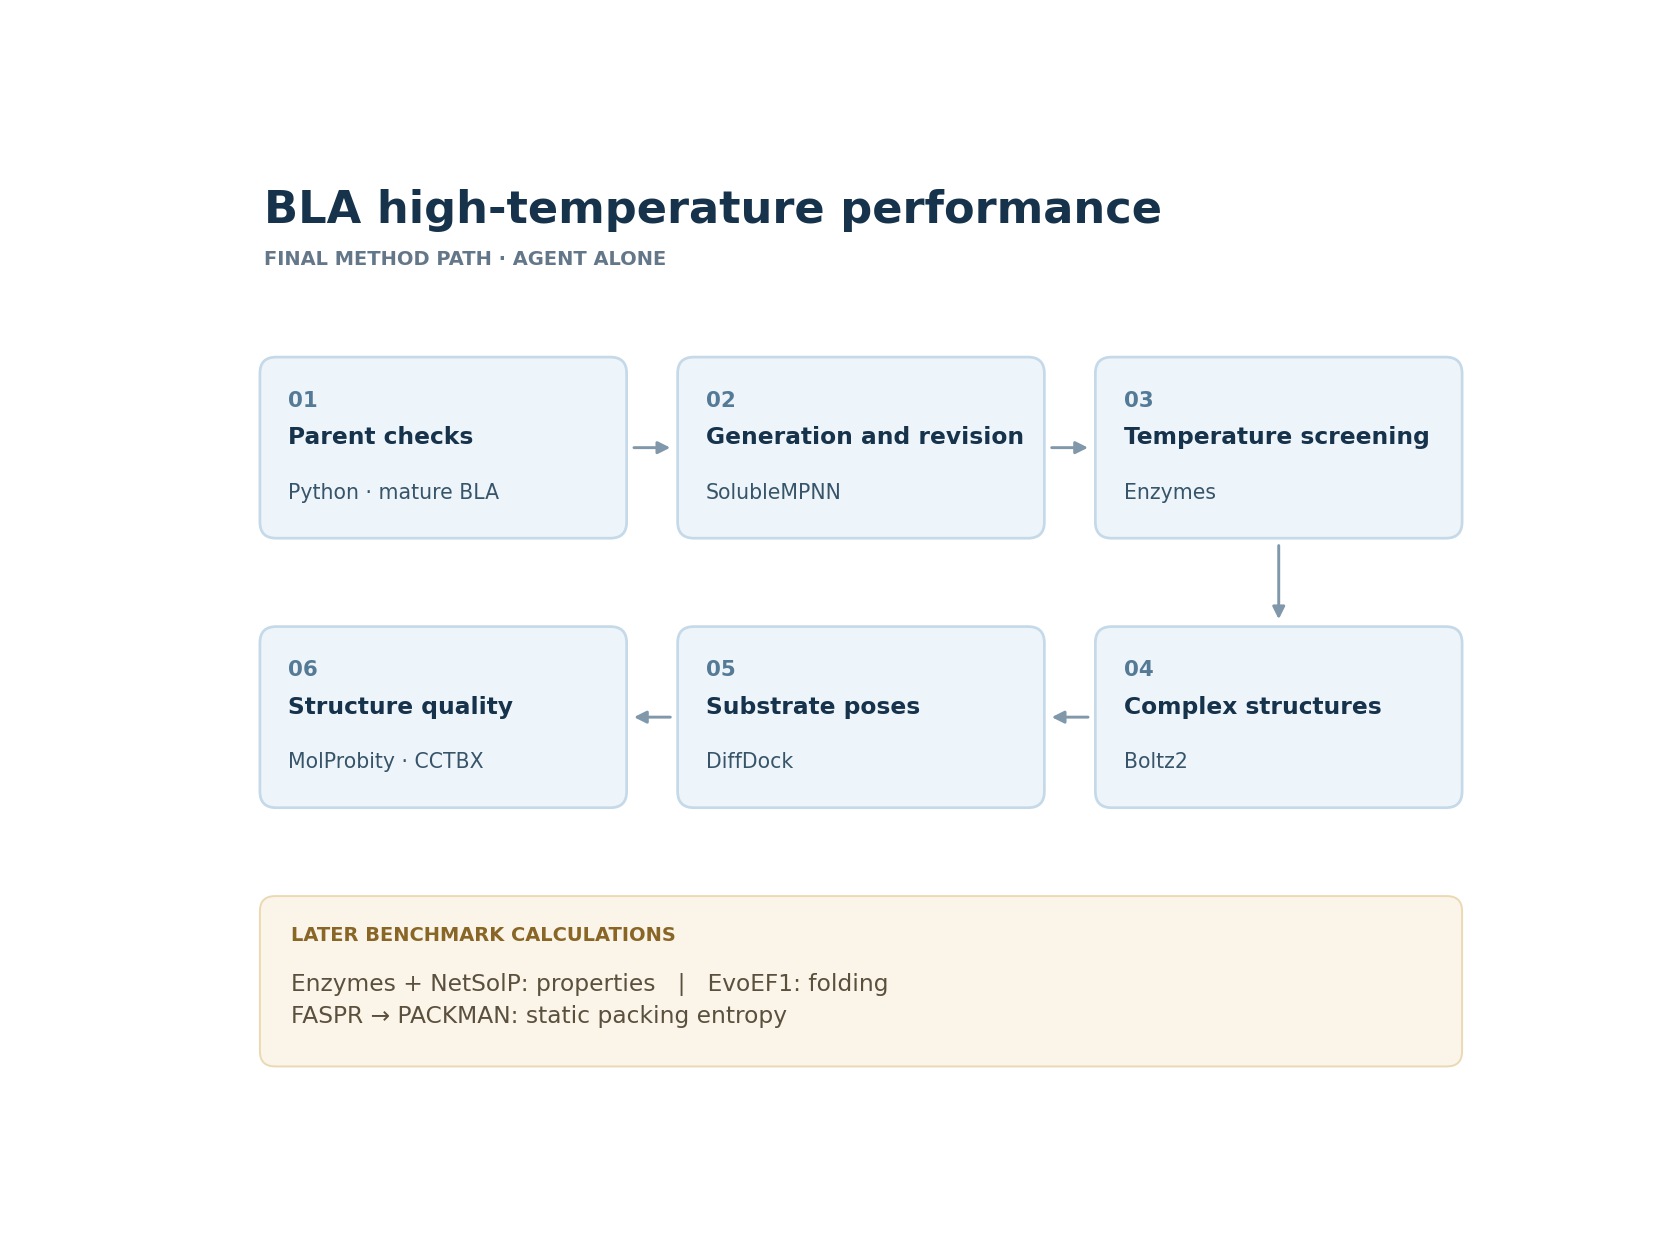 BLA high-temperature performance
FINAL METHOD PATH · AGENT ALONE
01
Parent checks
Python · mature BLA
02
Generation and revision
SolubleMPNN
03
Temperature screening
Enzymes
04
Complex structures
Boltz2
05
Substrate poses
DiffDock
06
Structure quality
MolProbity · CCTBX
LATER BENCHMARK CALCULATIONS
Enzymes + NetSolP: properties | EvoEF1: folding
FASPR → PACKMAN: static packing entropy